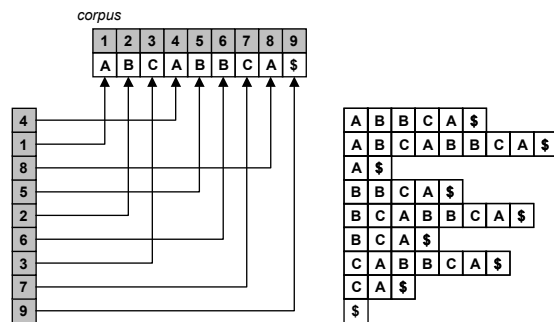 corpus
1 2 3 4 5 6 7 8 9
A B C A B B C A $
4 A B B C A $
1 A B C A B B C A $
8 A $
5 B B C A $
2 B C A B B C A $
6 B C A $
3 C A B B C A $
7 C A $
9 $